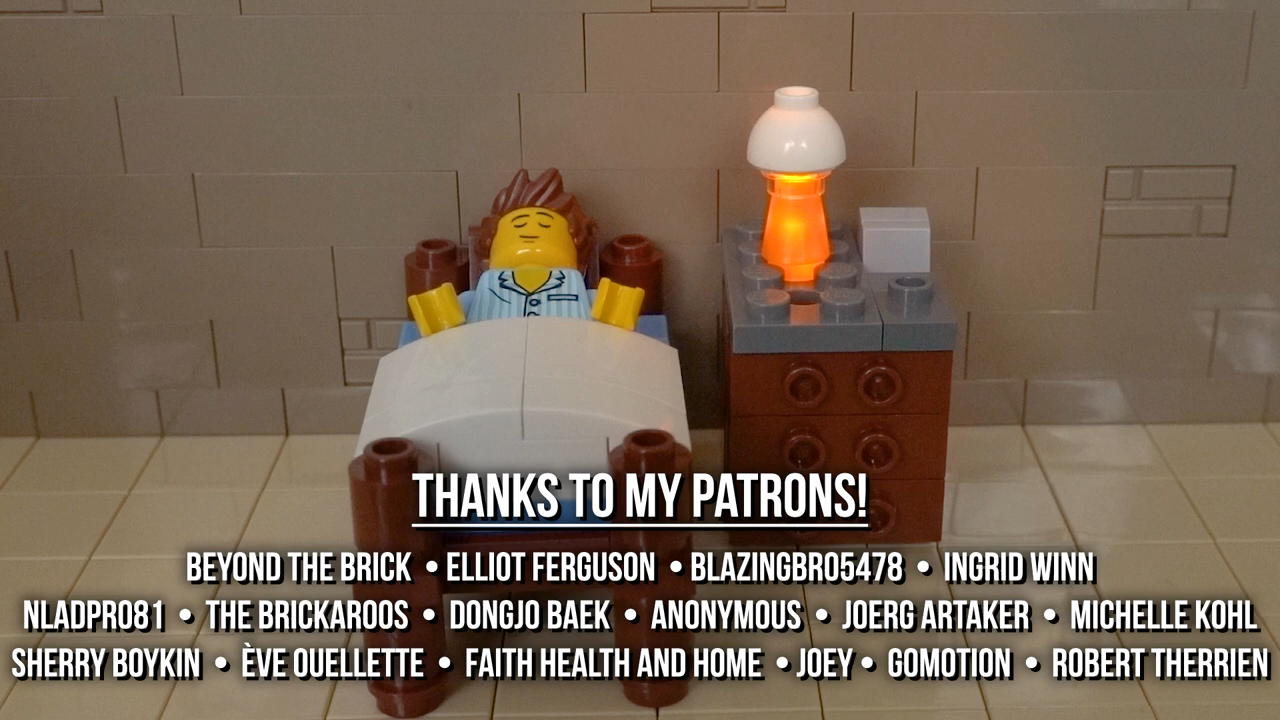 THANKS TO MY PATRONS!
BEYOND THE BRICK • ELLIOT FERGUSON • BLAZINGBRO5478 • INGRID WINN
NLADPRO81 • THE BRICKAROOS • DONGJO BAEK • ANONYMOUS • JOERG ARTAKER • MICHELLE KOHL
SHERRY BOYKIN • ÈVE OUELLETTE • FAITH HEALTH AND HOME • JOEY • GOMOTION • ROBERT THERRIEN